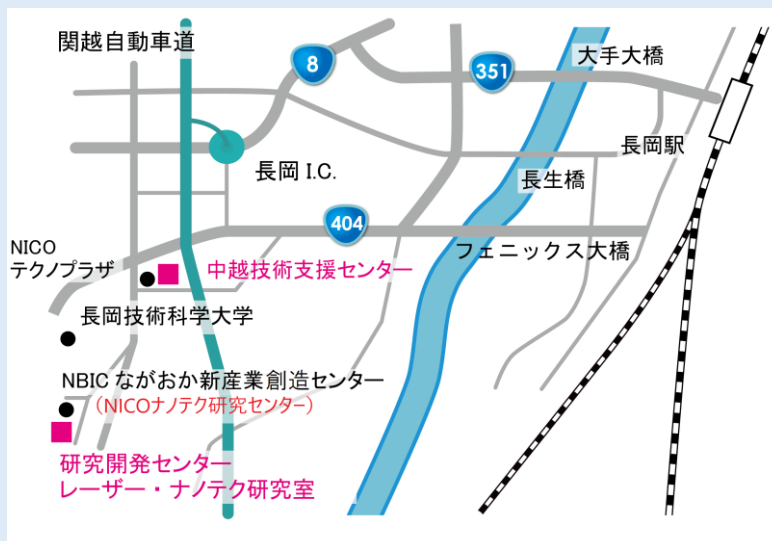 関越自動車道
8
351
大手大橋
長岡駅
長岡 I.C.
長生橋
404
NICO
テクノプラザ
中越技術支援センター
フェニックス大橋
長岡技術科学大学
NBIC ながおか新産業創造センター
（NICOナノテク研究センター）
研究開発センター
レーザー・ナノテク研究室